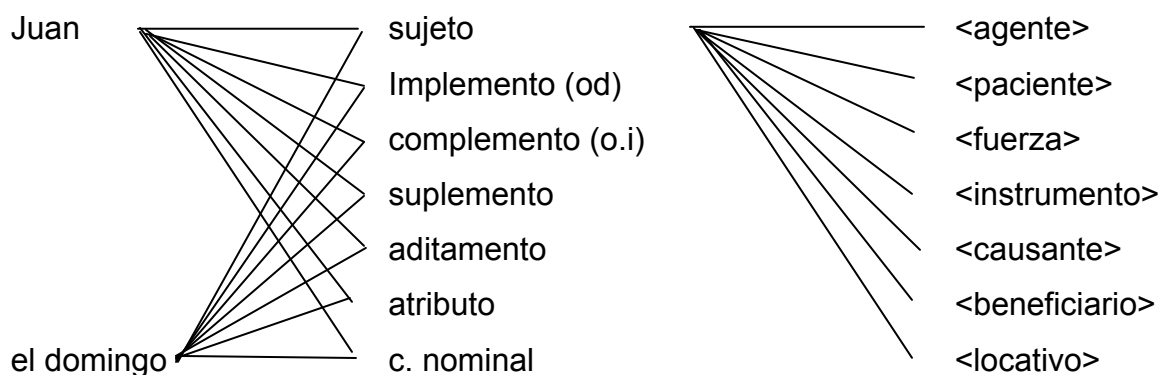 Juan sujeto <agente>
Implemento (od) <paciente>
complemento (o.i) <fuerza>
suplemento <instrumento>
aditamento <causante>
atributo <beneficiario>
el domingo c. nominal <locativo>